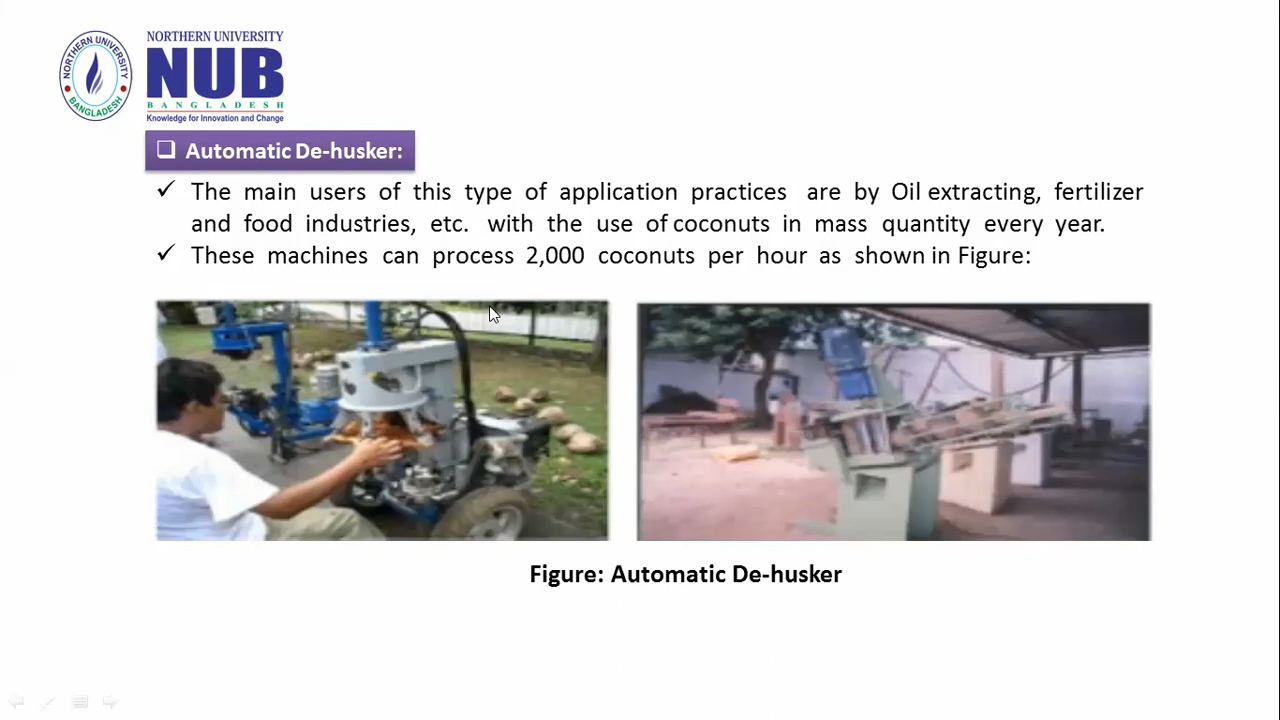 NORTHERN UNIVERSITY
BANGLADESH
NORTHERN UNIVERSITY
NUB
BANGLADESH
Knowledge for Innovation and Change
❑ Automatic De-husker:
✓ The main users of this type of application practices are by Oil extracting, fertilizer
and food industries, etc. with the use of coconuts in mass quantity every year.
✓ These machines can process 2,000 coconuts per hour as shown in Figure:
Figure: Automatic De-husker